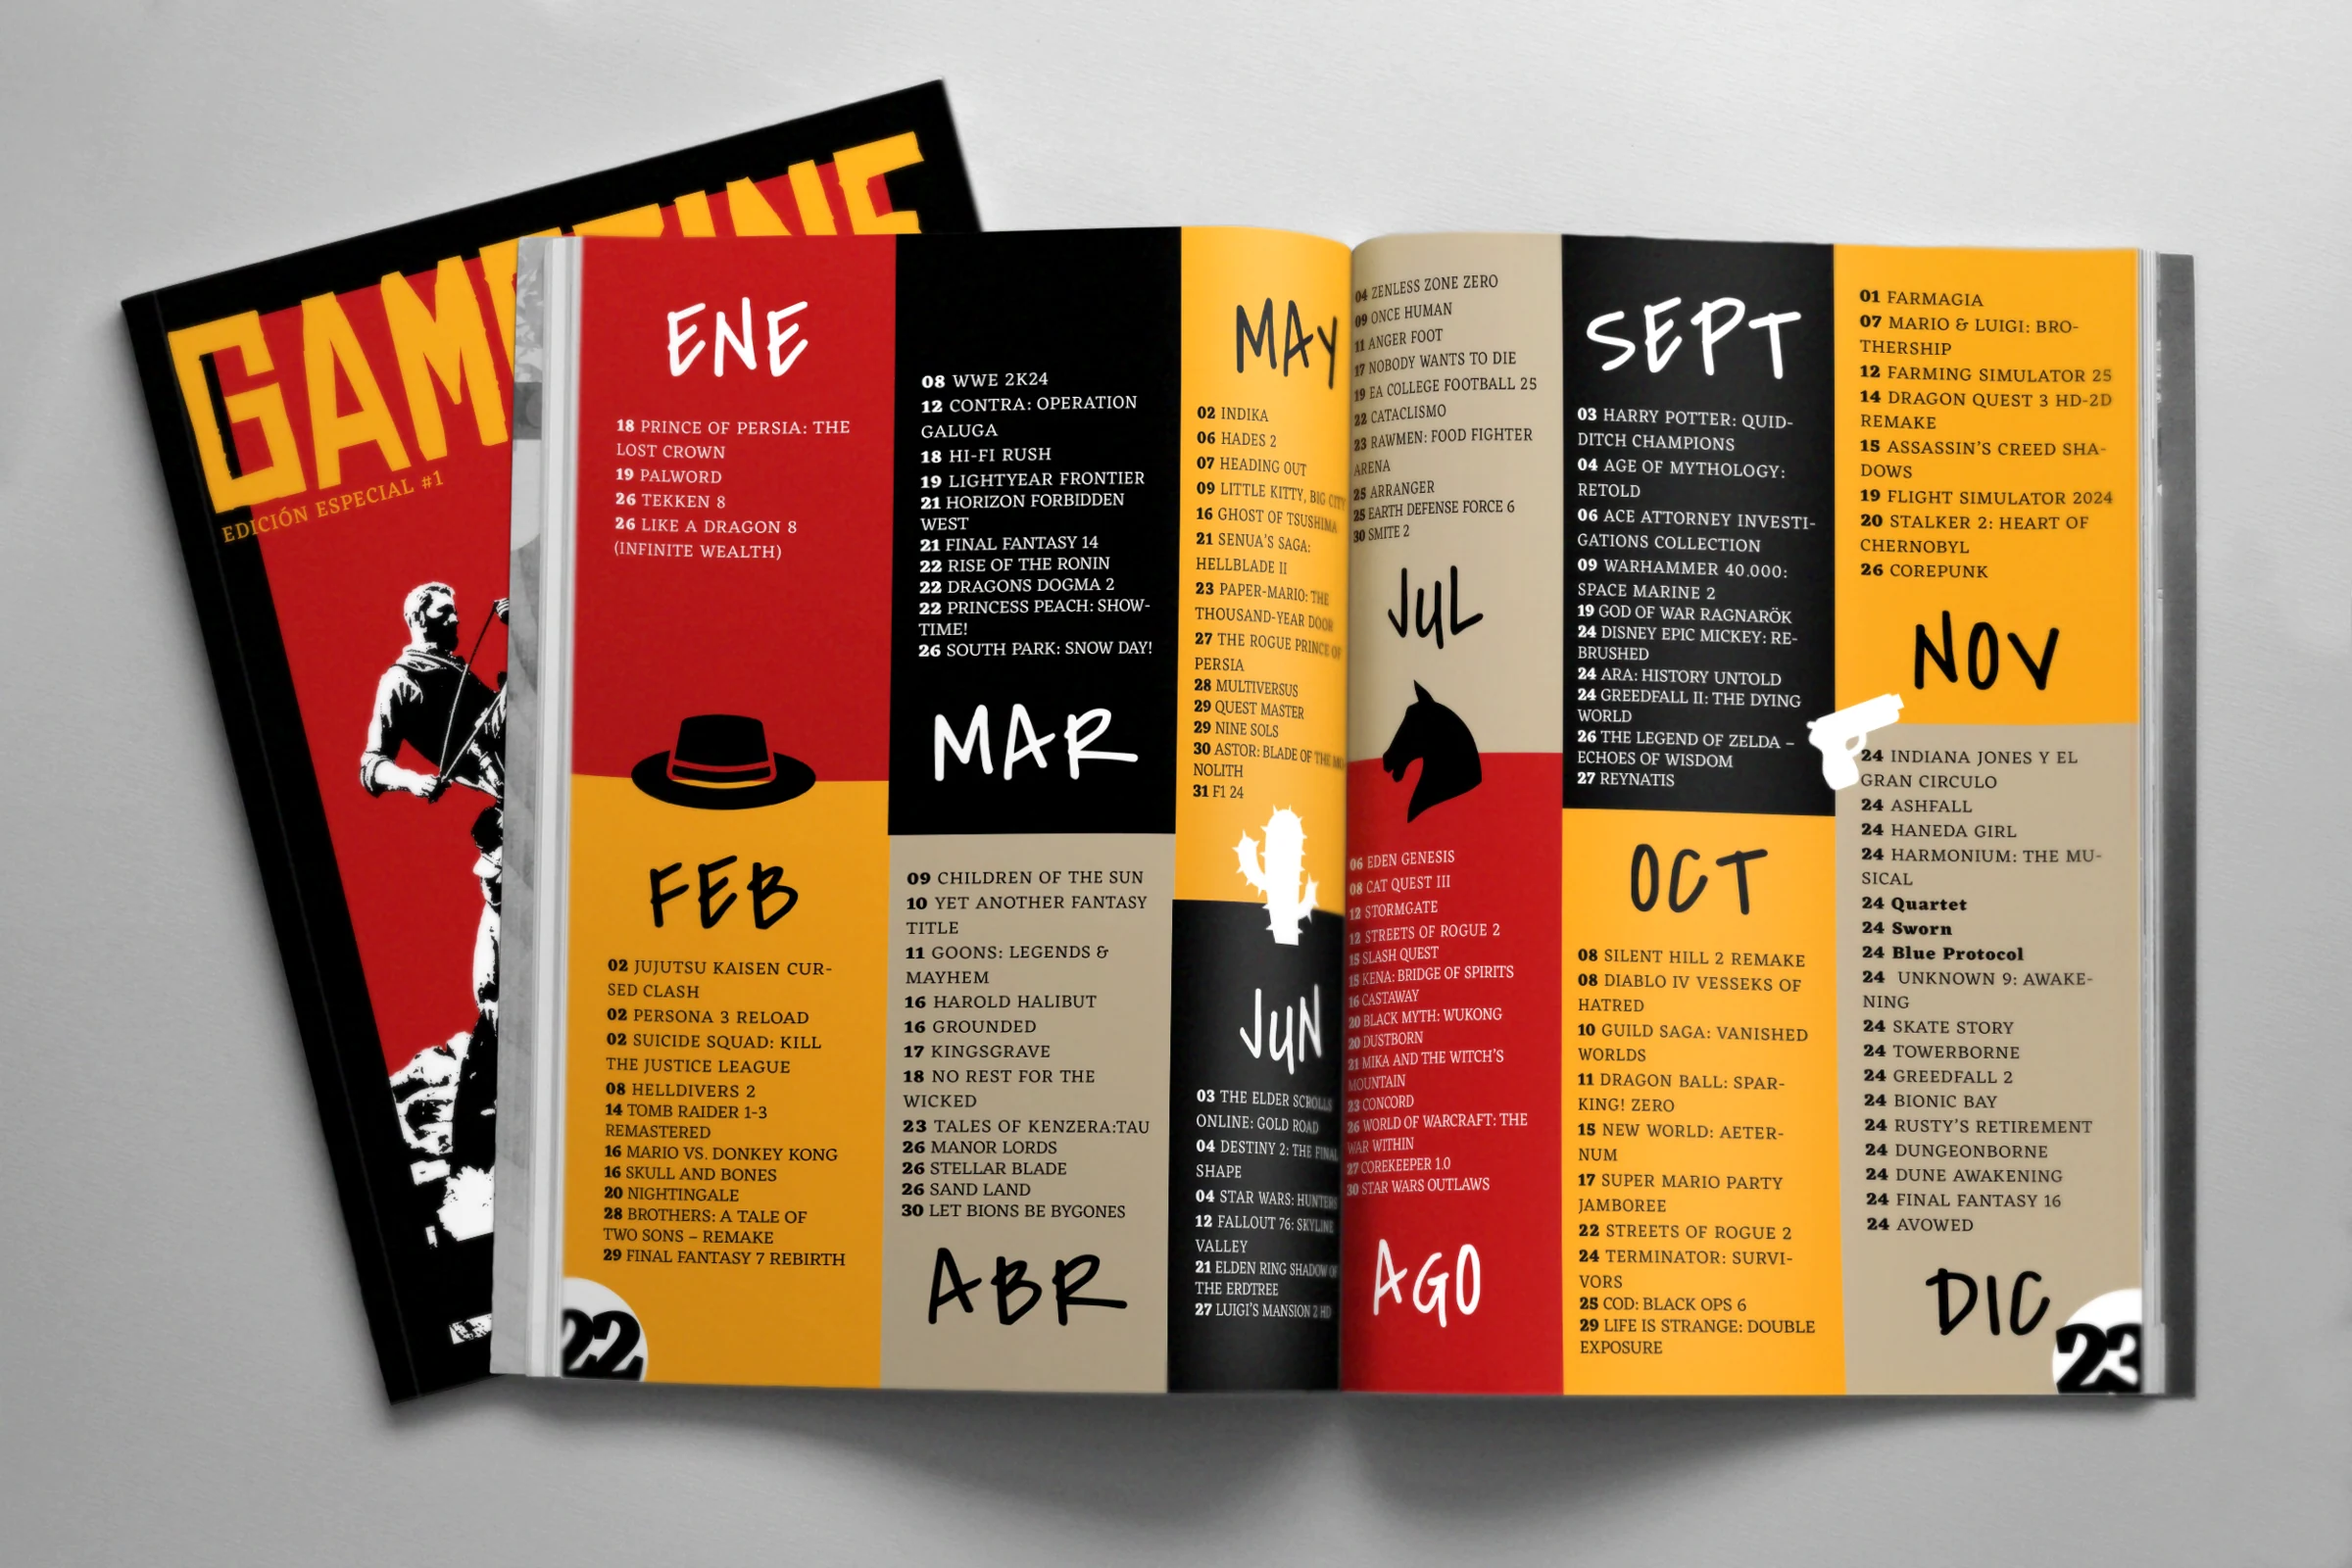 EDICIÓN ESPECIAL #1
ENE
18 PRINCE OF PERSIA: THE
LOST CROWN
19 PALWORD
26 TEKKEN 8
26 LIKE A DRAGON 8
(INFINITE WEALTH)
FEB
02 JUJUTSU KAISEN CUR-
SED CLASH
02 PERSONA 3 RELOAD
02 SUICIDE SQUAD: KILL
THE JUSTICE LEAGUE
08 HELLDIVERS 2
14 TOMB RAIDER 1-3
REMASTERED
16 MARIO VS. DONKEY KONG
16 SKULL AND BONES
20 NIGHTINGALE
28 BROTHERS: A TALE OF
TWO SONS – REMAKE
29 FINAL FANTASY 7 REBIRTH
22
08 WWE 2K24
12 CONTRA: OPERATION
GALUGA
18 HI-FI RUSH
19 LIGHTYEAR FRONTIER
21 HORIZON FORBIDDEN
WEST
21 FINAL FANTASY 14
22 RISE OF THE RONIN
22 DRAGONS DOGMA 2
22 PRINCESS PEACH: SHOW-
TIME!
26 SOUTH PARK: SNOW DAY!
MAR
09 CHILDREN OF THE SUN
10 YET ANOTHER FANTASY
TITLE
11 GOONS: LEGENDS &
MAYHEM
16 HAROLD HALIBUT
16 GROUNDED
17 KINGSGRAVE
18 NO REST FOR THE
WICKED
23 TALES OF KENZERA:TAU
26 MANOR LORDS
26 STELLAR BLADE
26 SAND LAND
30 LET BIONS BE BYGONES
ABR
MAY
02 INDIKA
06 HADES 2
07 HEADING OUT
09 LITTLE KITTY, BIG CITY
16 GHOST OF TSUSHIMA
21 SENUA'S SAGA:
HELLBLADE II
23 PAPER-MARIO: THE
THOUSAND-YEAR DOOR
27 THE ROGUE PRINCE OF
PERSIA
28 MULTIVERSUS
29 QUEST MASTER
29 NINE SOLS
30 ASTOR: BLADE OF THE MO
NOLITH
31 F1 24
JUN
03 THE ELDER SCROLLS
ONLINE: GOLD ROAD
04 DESTINY 2: THE FINAL
SHAPE
04 STAR WARS: HUNTERS
12 FALLOUT 76: SKYLINE
VALLEY
21 ELDEN RING SHADOW OF
THE ERDTREE
27 LUIGI'S MANSION 2 HD
04 ZENLESS ZONE ZERO
09 ONCE HUMAN
11 ANGER FOOT
17 NOBODY WANTS TO DIE
19 EA COLLEGE FOOTBALL 25
22 CATACLISMO
23 RAWMEN: FOOD FIGHTER
ARENA
25 ARRANGER
25 EARTH DEFENSE FORCE 6
30 SMITE 2
JUL
06 EDEN GENESIS
08 CAT QUEST III
12 STORMGATE
12 STREETS OF ROGUE 2
15 SLASH QUEST
15 KENA: BRIDGE OF SPIRITS
16 CASTAWAY
20 BLACK MYTH: WUKONG
20 DUSTBORN
21 MIKA AND THE WITCH'S
MOUNTAIN
23 CONCORD
26 WORLD OF WARCRAFT: THE
WAR WITHIN
27 COREKEEPER 1.0
30 STAR WARS OUTLAWS
AGO
SEPT
03 HARRY POTTER: QUID-
DITCH CHAMPIONS
04 AGE OF MYTHOLOGY:
RETOLD
06 ACE ATTORNEY INVESTI-
GATIONS COLLECTION
09 WARHAMMER 40.000:
SPACE MARINE 2
19 GOD OF WAR RAGNARÖK
24 DISNEY EPIC MICKEY: RE-
BRUSHED
24 ARA: HISTORY UNTOLD
24 GREEDFALL II: THE DYING
WORLD
26 THE LEGEND OF ZELDA –
ECHOES OF WISDOM
27 REYNATIS
OCT
08 SILENT HILL 2 REMAKE
08 DIABLO IV VESSEKS OF
HATRED
10 GUILD SAGA: VANISHED
WORLDS
11 DRAGON BALL: SPAR-
KING! ZERO
15 NEW WORLD: AETER-
NUM
17 SUPER MARIO PARTY
JAMBOREE
22 STREETS OF ROGUE 2
24 TERMINATOR: SURVI-
VORS
25 COD: BLACK OPS 6
29 LIFE IS STRANGE: DOUBLE
EXPOSURE
01 FARMAGIA
07 MARIO & LUIGI: BRO-
THERSHIP
12 FARMING SIMULATOR 25
14 DRAGON QUEST 3 HD-2D
REMAKE
15 ASSASSIN'S CREED SHA-
DOWS
19 FLIGHT SIMULATOR 2024
20 STALKER 2: HEART OF
CHERNOBYL
26 COREPUNK
NOV
24 INDIANA JONES Y EL
GRAN CIRCULO
24 ASHFALL
24 HANEDA GIRL
24 HARMONIUM: THE MU-
SICAL
24 Quartet
24 Sworn
24 Blue Protocol
24 UNKNOWN 9: AWAKE-
NING
24 SKATE STORY
24 TOWERBORNE
24 GREEDFALL 2
24 BIONIC BAY
24 RUSTY'S RETIREMENT
24 DUNGEONBORNE
24 DUNE AWAKENING
24 FINAL FANTASY 16
24 AVOWED
DIC
23